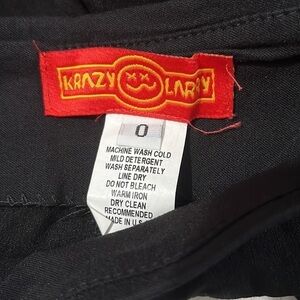 KRAZY LARRY
0
MACHINE WASH COLD
MILD DETERGENT
WASH SEPARATELY
LINE DRY
DO NOT BLEACH
WARM IRON
DRY CLEAN
RECOMMENDED
MADE IN U.S.